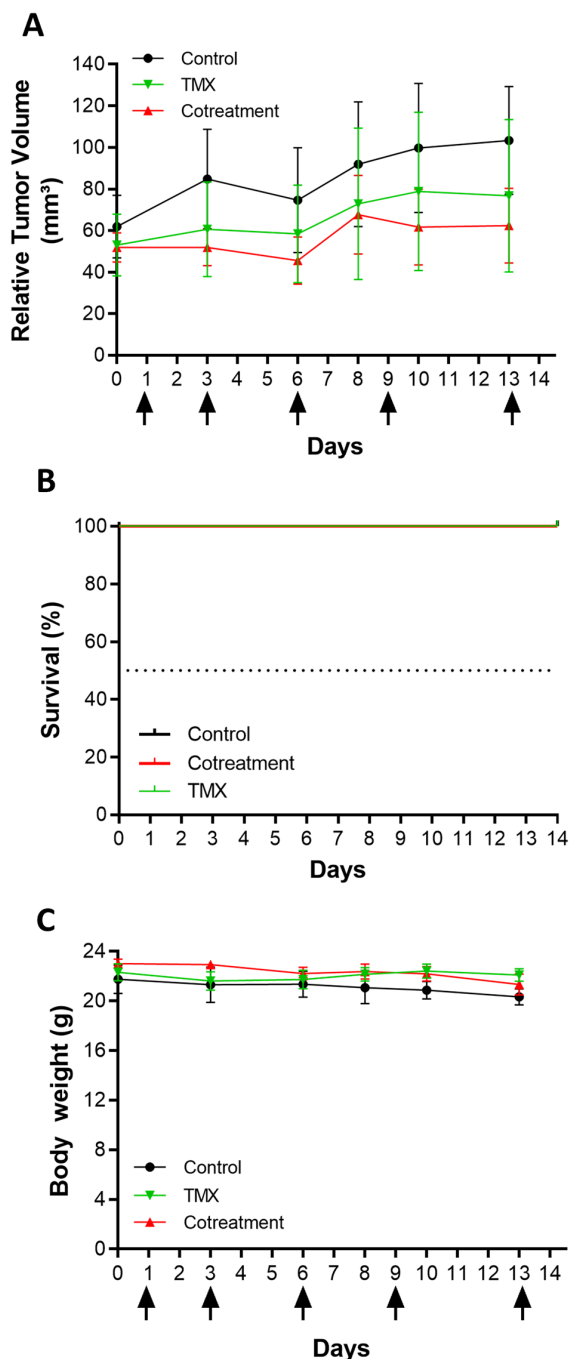 A
Control
TMX
Cotreatment
Relative Tumor Volume
(mm³)
140
120
100
80
60
40
20
0
0 1 2 3 4 5 6 7 8 9 10 11 12 13 14
Days
B
Survival (%)
100
80
60
40
20
0
Control
Cotreatment
TMX
0 1 2 3 4 5 6 7 8 9 10 11 12 13 14
Days
C
Body weight (g)
24
20
16
12
8
4
0
Control
TMX
Cotreatment
0 1 2 3 4 5 6 7 8 9 10 11 12 13 14
Days